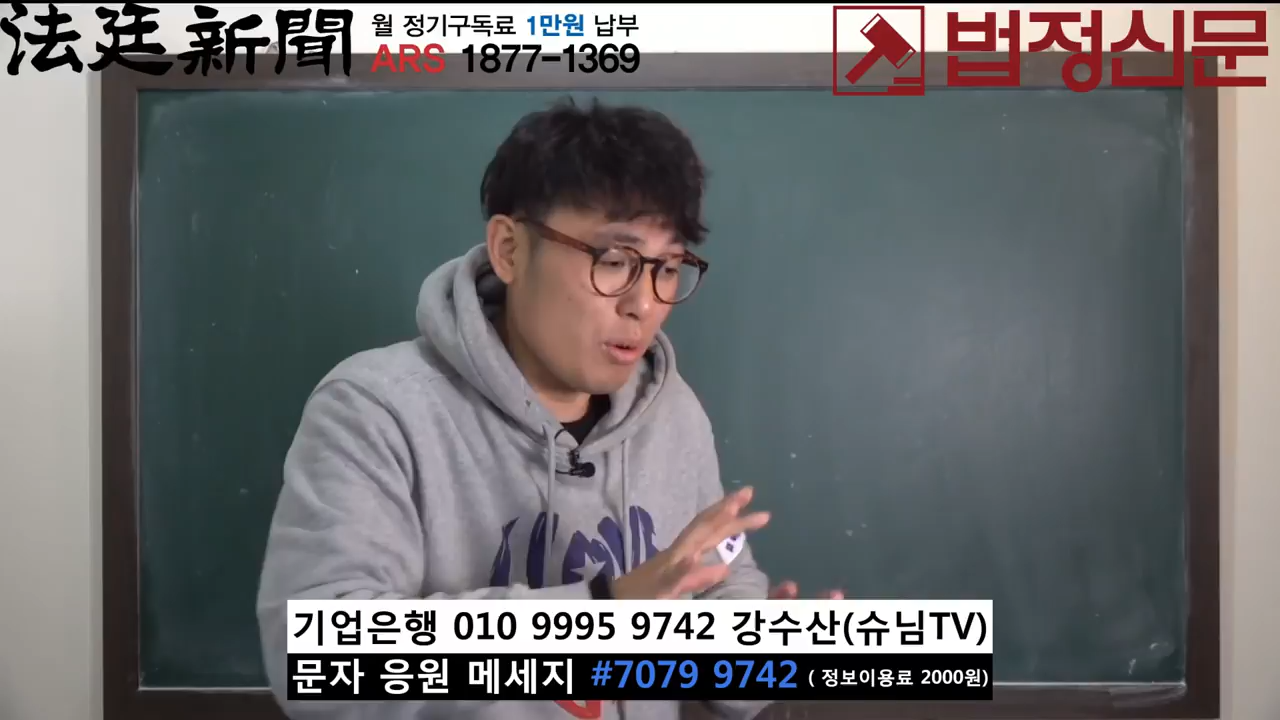 法廷新聞
월 정기구독료 1만원 납부
ARS 1877-1369
법정신문
기업은행 010 9995 9742 강수산(슈님TV)
문자 응원 메세지 #7079 9742 ( 정보이용료 2000원)